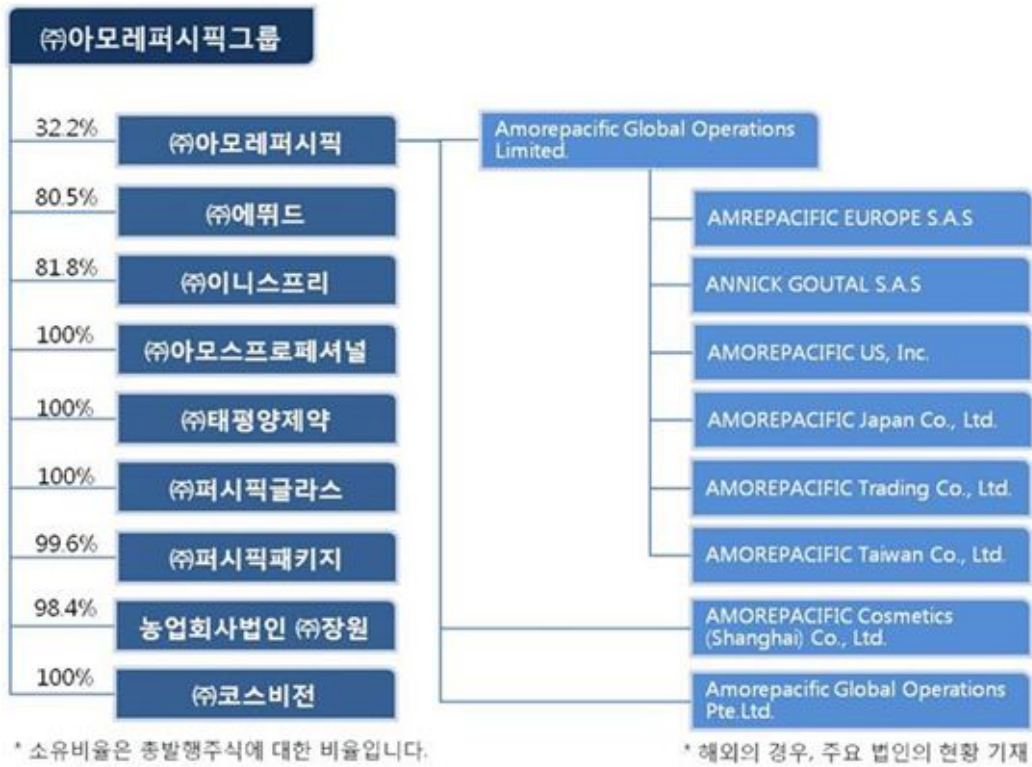 ㈜아모레퍼시픽그룹
32.2%
㈜아모레퍼시픽
80.5%
㈜에뛰드
81.8%
㈜이니스프리
100%
㈜아모스프로페셔널
100%
㈜태평양제약
100%
㈜퍼시픽글라스
99.6%
㈜퍼시픽패키지
98.4%
농업회사법인 ㈜장원
100%
㈜코스비전
Amorepacific Global Operations
Limited.
AMREPACIFIC EUROPE S.A.S
ANNICK GOUTAL S.A.S
AMOREPACIFIC US, Inc.
AMOREPACIFIC Japan Co., Ltd.
AMOREPACIFIC Trading Co., Ltd.
AMOREPACIFIC Taiwan Co., Ltd.
AMOREPACIFIC Cosmetics
(Shanghai) Co., Ltd.
Amorepacific Global Operations
Pte.Ltd.
* 소유비율은 총발행주식에 대한 비율입니다.
* 해외의 경우, 주요 법인의 현황 기재